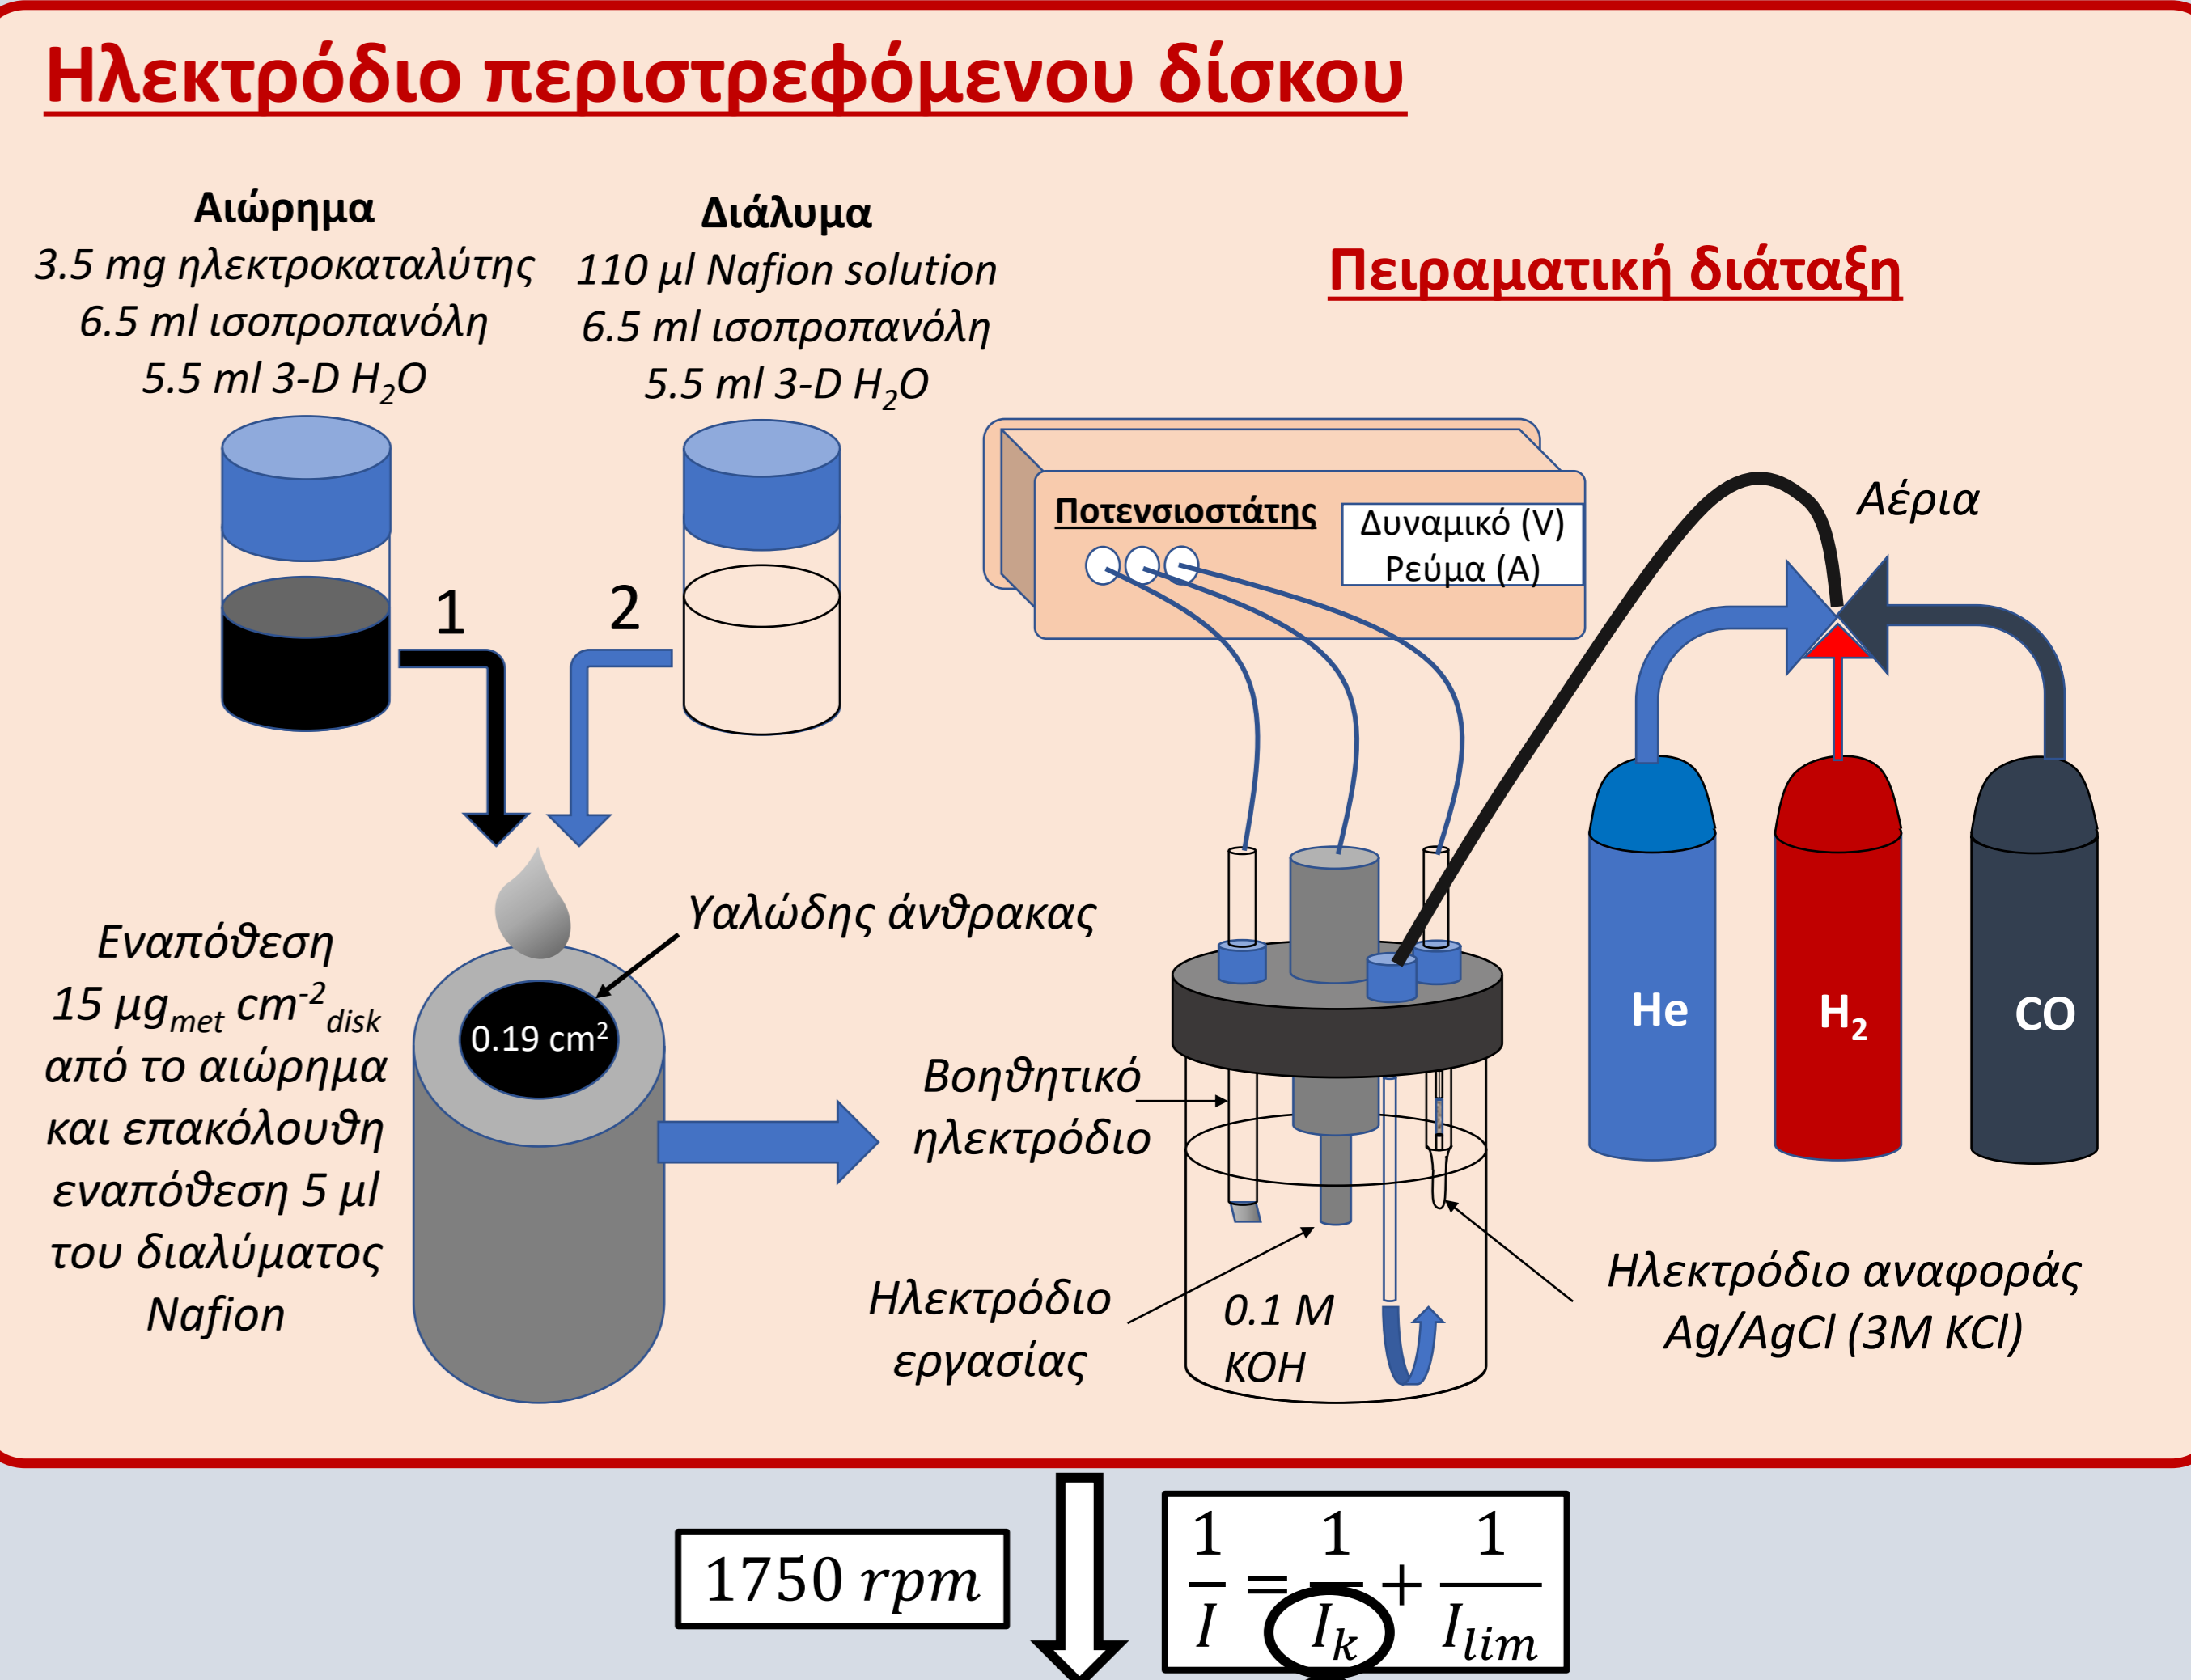 Ηλεκτρόδιο περιστρεφόμενου δίσκου
Αιώρημα
3.5 mg ηλεκτροκαταλύτης
6.5 ml ισοπροπανόλη
5.5 ml 3-D H₂O
Διάλυμα
110 μl Nafion solution
6.5 ml ισοπροπανόλη
5.5 ml 3-D H₂O
Πειραματική διάταξη
1
2
Ποτενσιοστάτης
Δυναμικό (V)
Ρεύμα (A)
Αέρια
Υαλώδης άνθρακας
0.19 cm²
Εναπόθεση
15 μg_met cm⁻²_disk
από το αιώρημα
και επακόλουθη
εναπόθεση 5 μl
του διαλύματος
Nafion
Βοηθητικό
ηλεκτρόδιο
Ηλεκτρόδιο
εργασίας
0.1 M
KOH
Ηλεκτρόδιο αναφοράς
Ag/AgCl (3M KCl)
He
H₂
CO
1750 rpm
1/I = 1/I_k + 1/I_lim